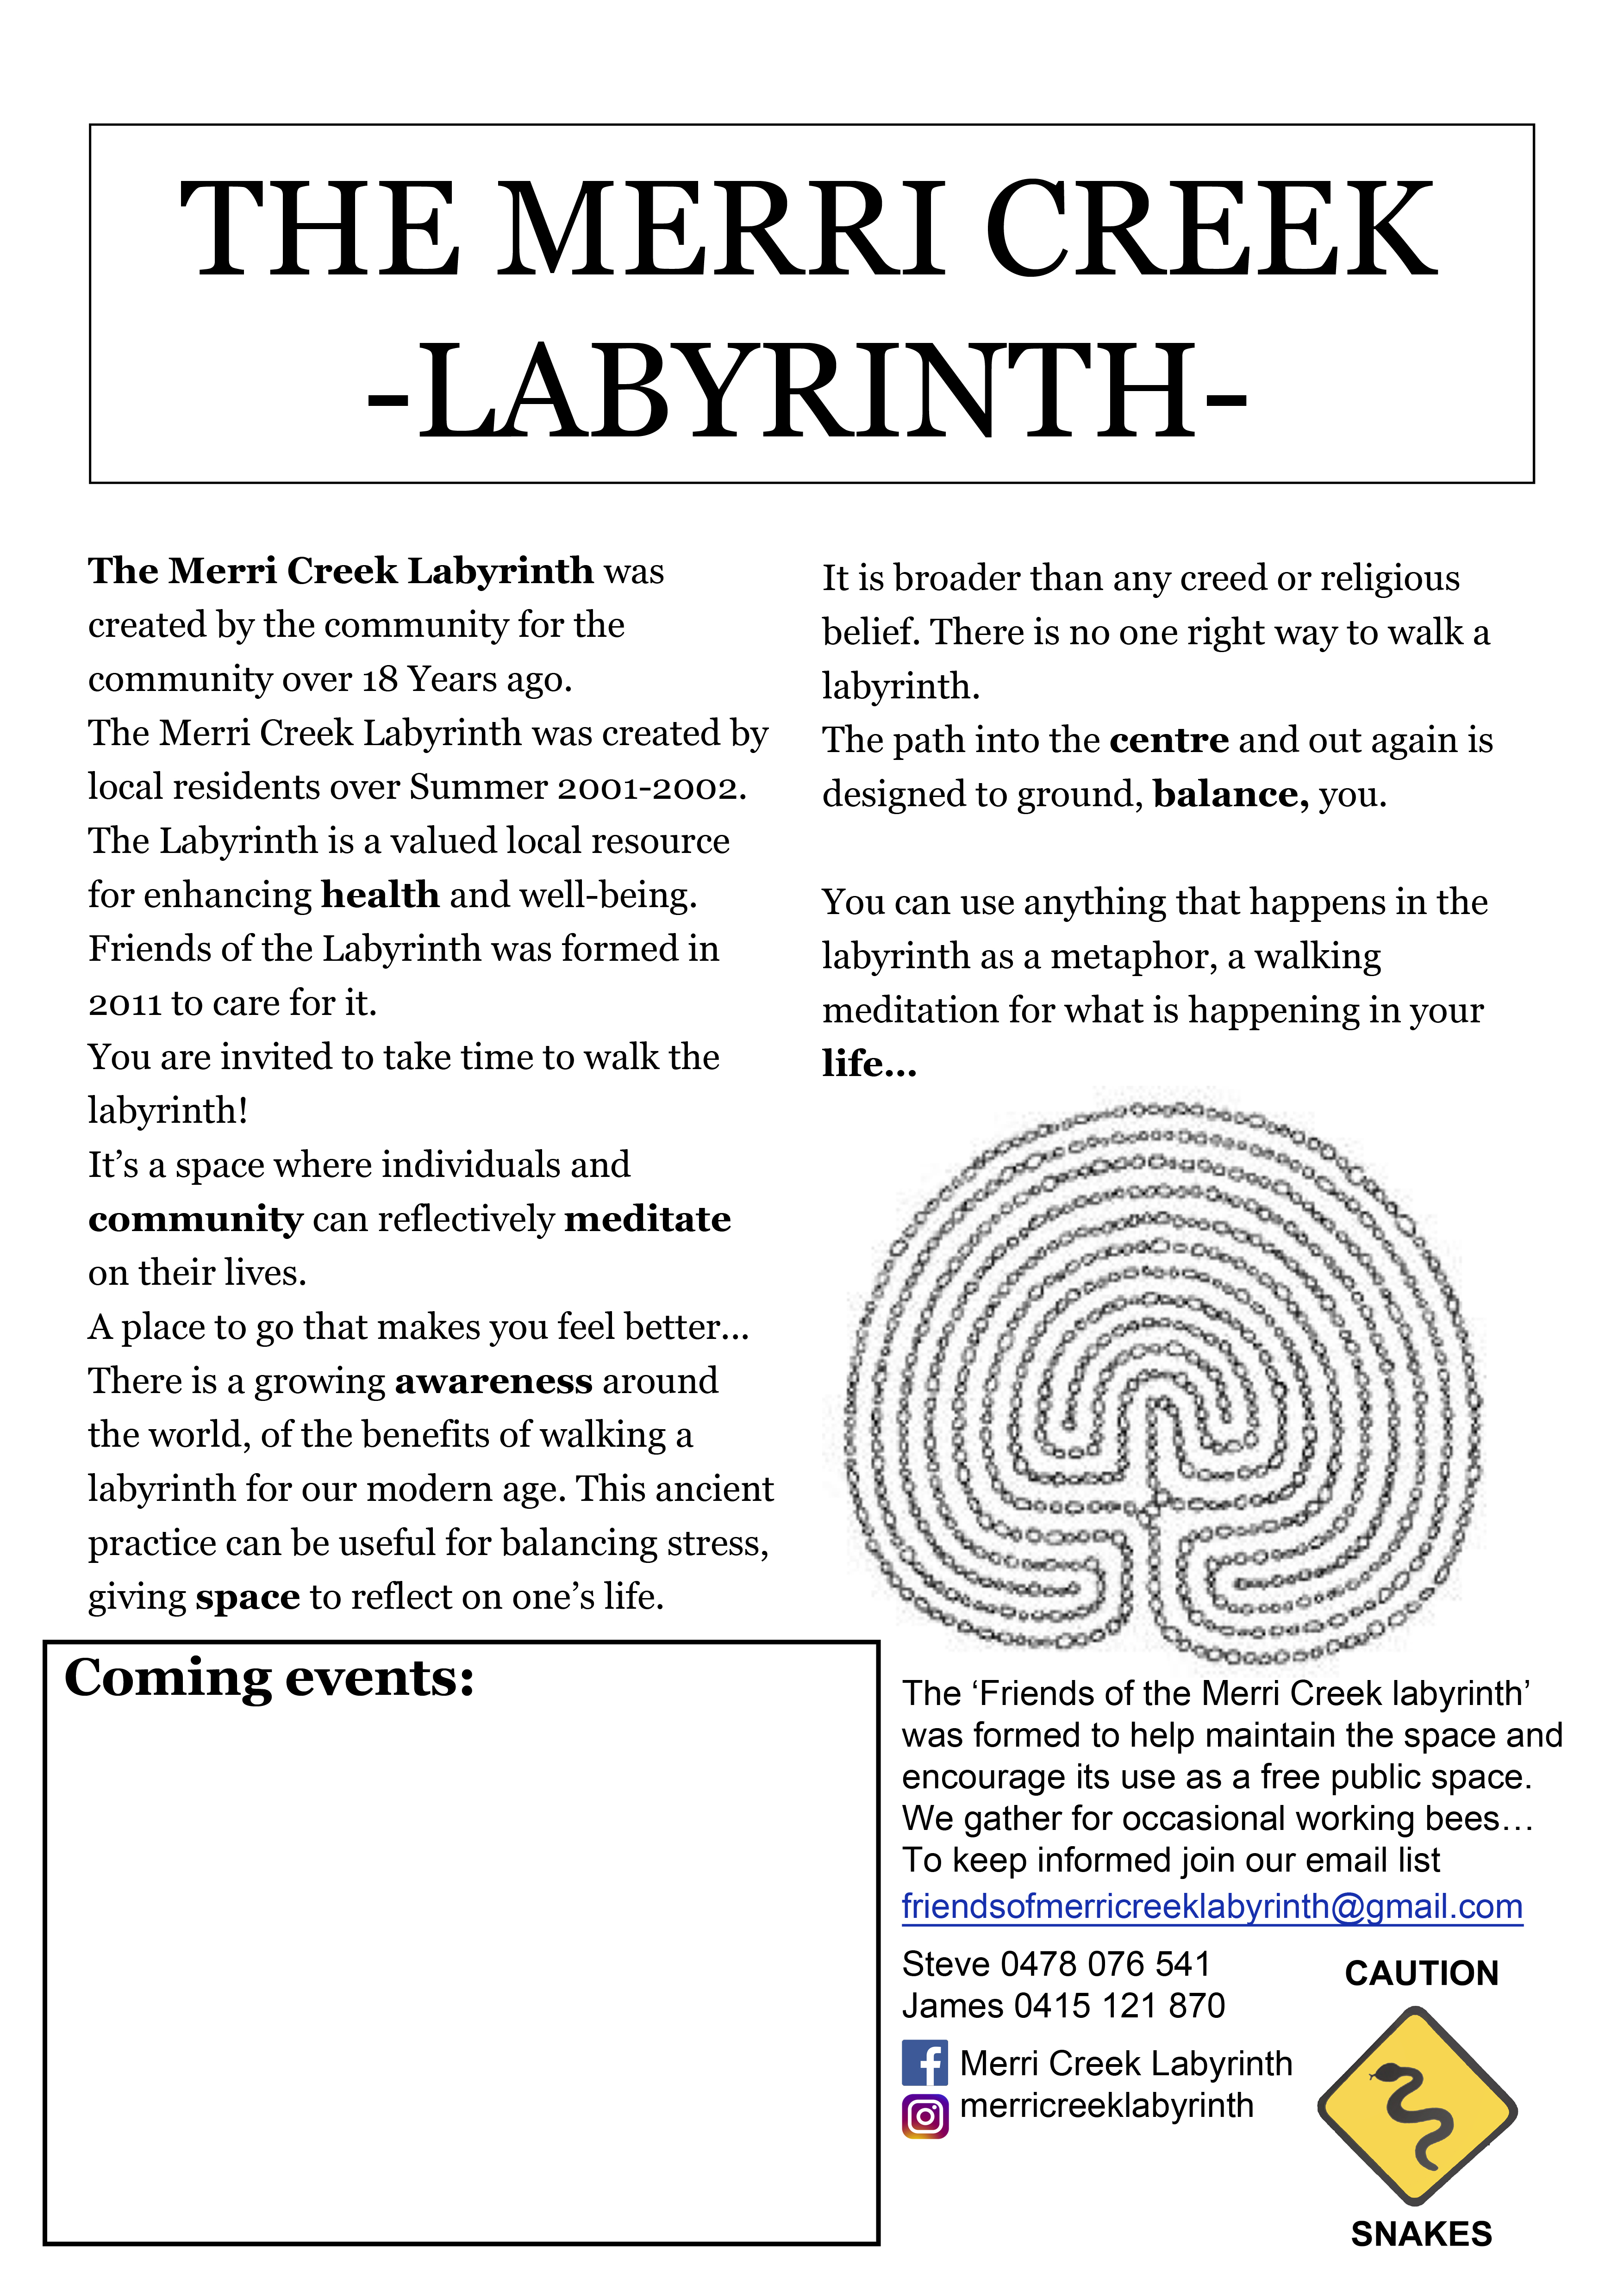 THE MERRI CREEK
-LABYRINTH-
The Merri Creek Labyrinth was
created by the community for the
community over 18 Years ago.
The Merri Creek Labyrinth was created by
local residents over Summer 2001-2002.
The Labyrinth is a valued local resource
for enhancing health and well-being.
Friends of the Labyrinth was formed in
2011 to care for it.
You are invited to take time to walk the
labyrinth!
It’s a space where individuals and
community can reflectively meditate
on their lives.
A place to go that makes you feel better...
There is a growing awareness around
the world, of the benefits of walking a
labyrinth for our modern age. This ancient
practice can be useful for balancing stress,
giving space to reflect on one’s life.
It is broader than any creed or religious
belief. There is no one right way to walk a
labyrinth.
The path into the centre and out again is
designed to ground, balance, you.
You can use anything that happens in the
labyrinth as a metaphor, a walking
meditation for what is happening in your
life...
Coming events:
The ‘Friends of the Merri Creek labyrinth’
was formed to help maintain the space and
encourage its use as a free public space.
We gather for occasional working bees…
To keep informed join our email list
friendsofmerricreeklabyrinth@gmail.com
Steve 0478 076 541
James 0415 121 870
Merri Creek Labyrinth
merricreeklabyrinth
CAUTION
SNAKES